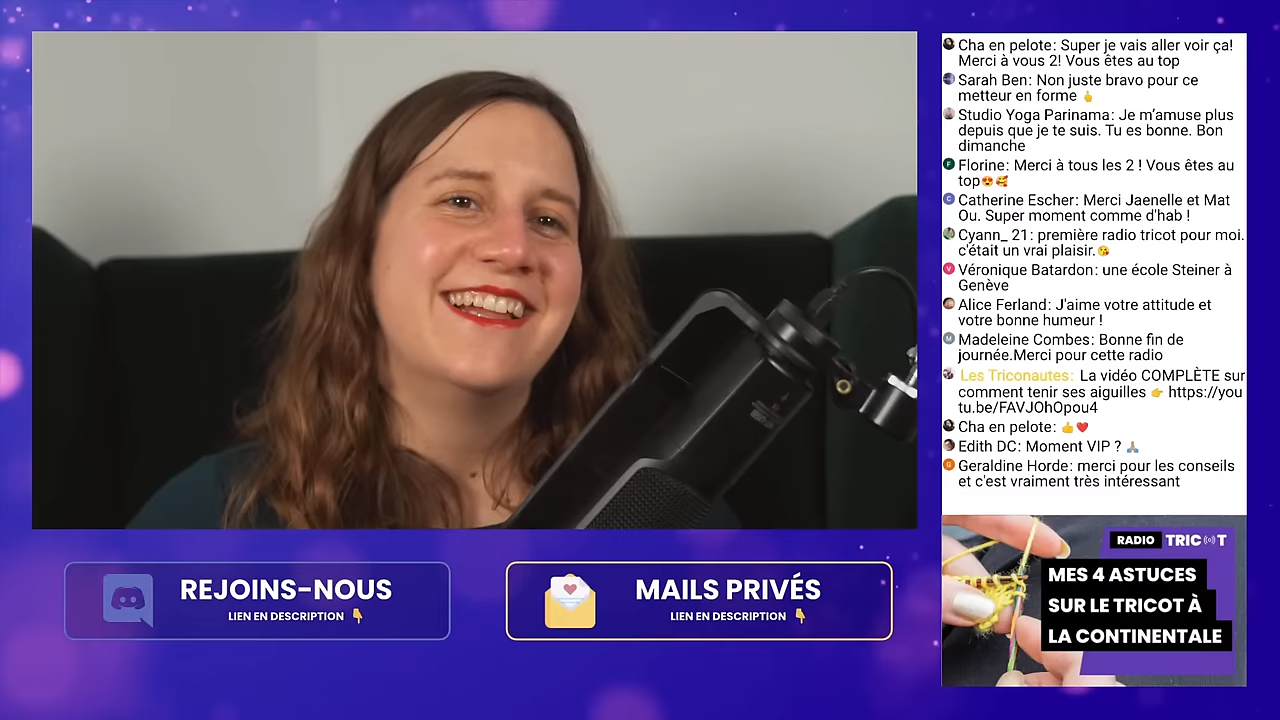 Cha en pelote: Super je vais aller voir ça!
Merci à vous 2! Vous êtes au top
Sarah Ben: Non juste bravo pour ce
metteur en forme 👆
Studio Yoga Parinama: Je m’amuse plus
depuis que je te suis. Tu es bonne. Bon
dimanche
F Florine: Merci à tous les 2 ! Vous êtes au
top😍🥰
C Catherine Escher: Merci Jaenelle et Mat
Ou. Super moment comme d'hab !
Cyann_ 21: première radio tricot pour moi.
c'était un vrai plaisir.😘
V Véronique Batardon: une école Steiner à
Genève
Alice Ferland: J'aime votre attitude et
votre bonne humeur !
M Madeleine Combes: Bonne fin de
journée.Merci pour cette radio
Les Triconautes: La vidéo COMPLÈTE sur
comment tenir ses aiguilles 👉 https://you
tu.be/FAVJOhOpou4
Cha en pelote: 👍❤️
Edith DC: Moment VIP ? 🙏
G Geraldine Horde: merci pour les conseils
et c'est vraiment très intéressant
RADIO TRICOT
MES 4 ASTUCES
SUR LE TRICOT À
LA CONTINENTALE
REJOINS-NOUS
LIEN EN DESCRIPTION 👇
MAILS PRIVÉS
LIEN EN DESCRIPTION 👇